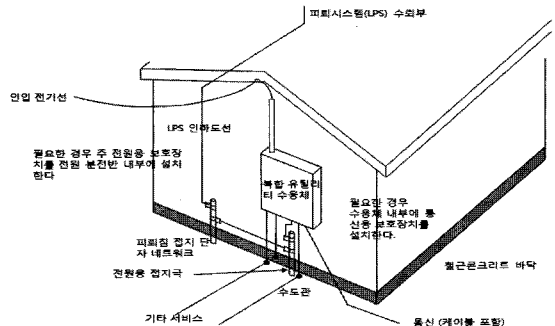 피뢰시스템(LPS) 수뢰부
인입 전기선
LPS 인하도선
필요한 경우 주 전원용 보호장
치를 전원 분전반 내부에 설치
한다
복합 유틸리
티 수용체
필요한 경우
수용체 내부에 통
신용 보호장치를
설치한다.
피뢰침 접지 단
자 네트워크
전원용 접지극
철근콘크리트 바닥
수도관
기타 서비스
통신 (케이블 포함)